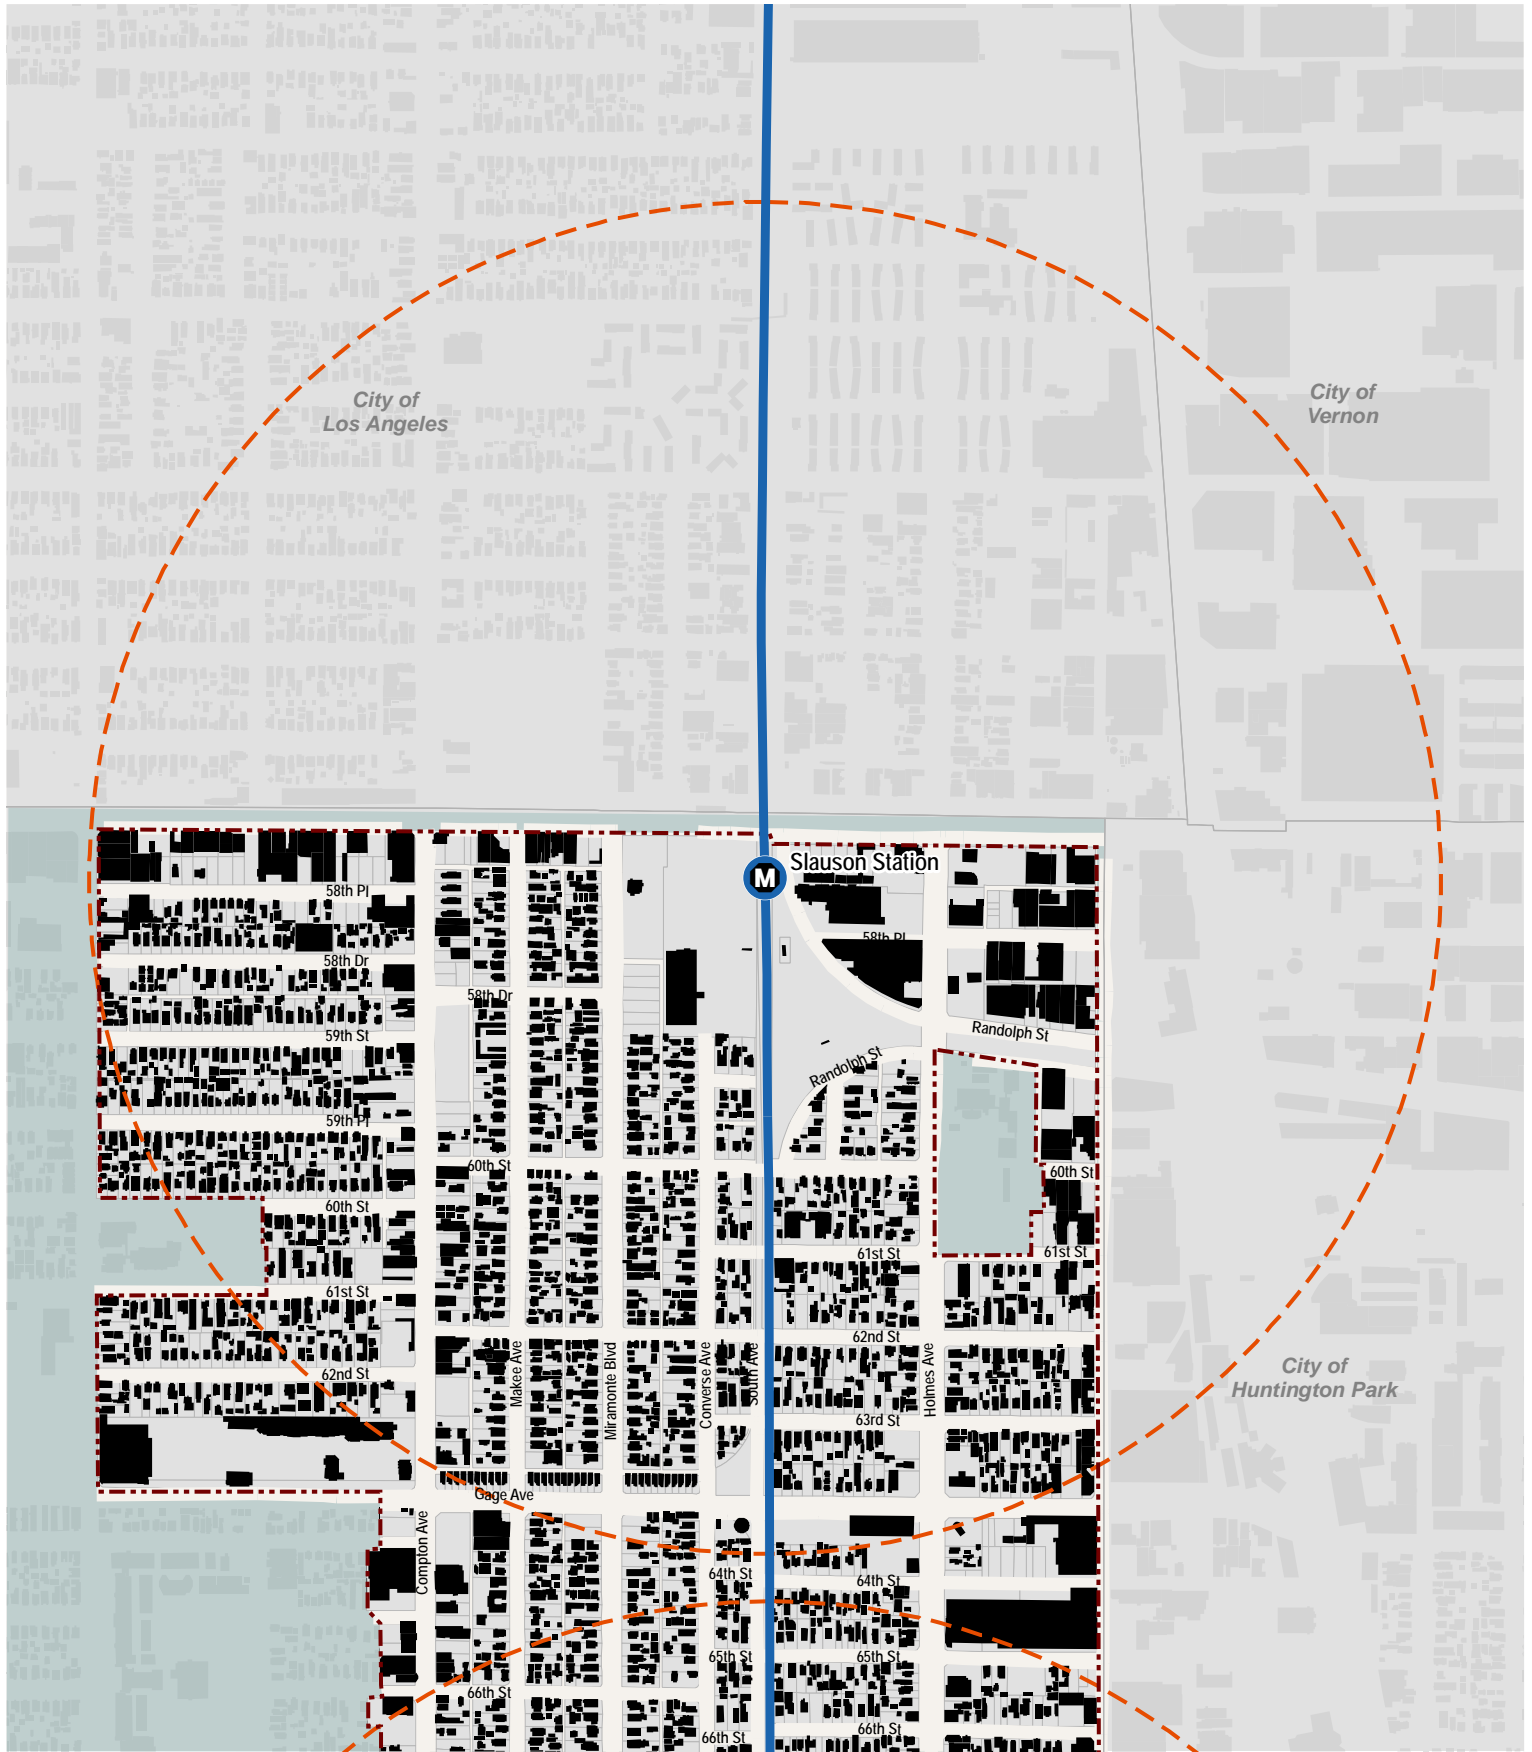 City of
Los Angeles
City of
Vernon
M
Slauson Station
58th Pl
58th Pl
58th Dr
58th Dr
Randolph St
59th St
Randolph St
59th Pl
60th St
60th St
60th St
61st St
61st St
61st St
62nd St
62nd St
Makee Ave
Miramonte Blvd
Converse Ave
South Ave
Holmes Ave
City of
Huntington Park
63rd St
Gage Ave
Compton Ave
64th St
64th St
65th St
65th St
66th St
66th St
66th St